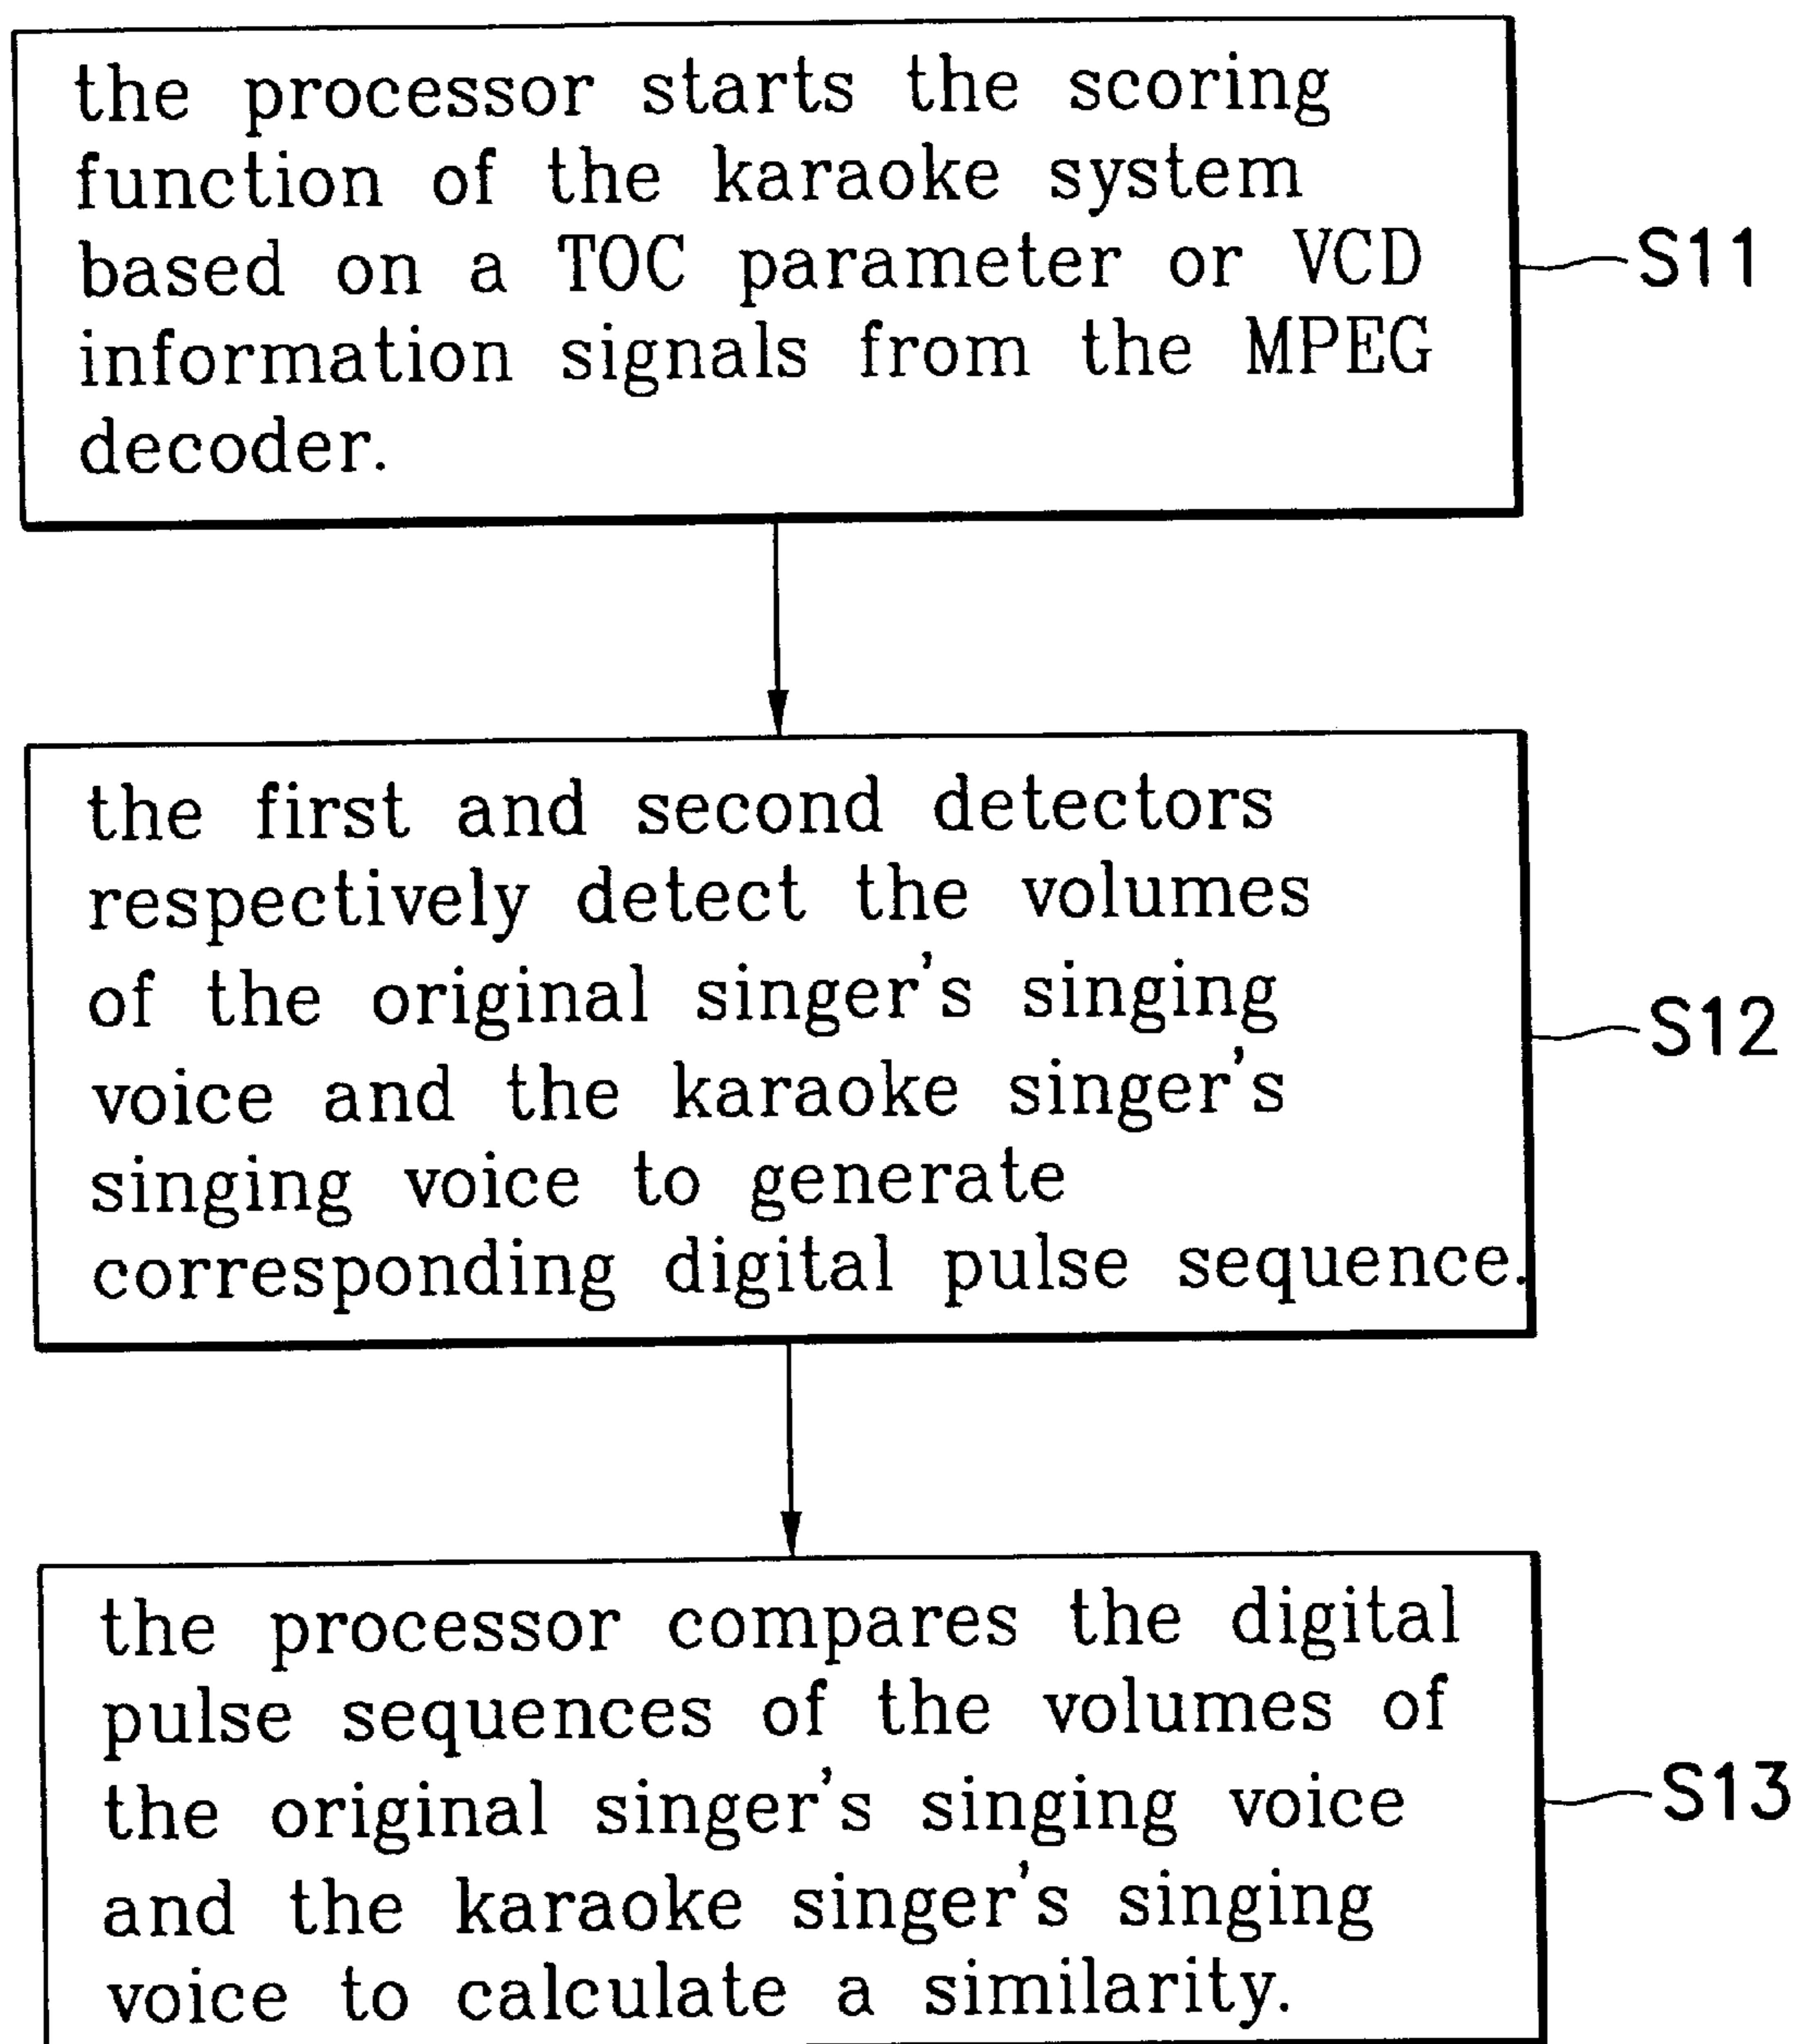 the processor starts the scoring
function of the karaoke system
based on a TOC parameter or VCD
information signals from the MPEG
decoder.
S11
the first and second detectors
respectively detect the volumes
of the original singer's singing
voice and the karaoke singer's
singing voice to generate
corresponding digital pulse sequence.
S12
the processor compares the digital
pulse sequences of the volumes of
the original singer's singing voice
and the karaoke singer's singing
voice to calculate a similarity.
S13